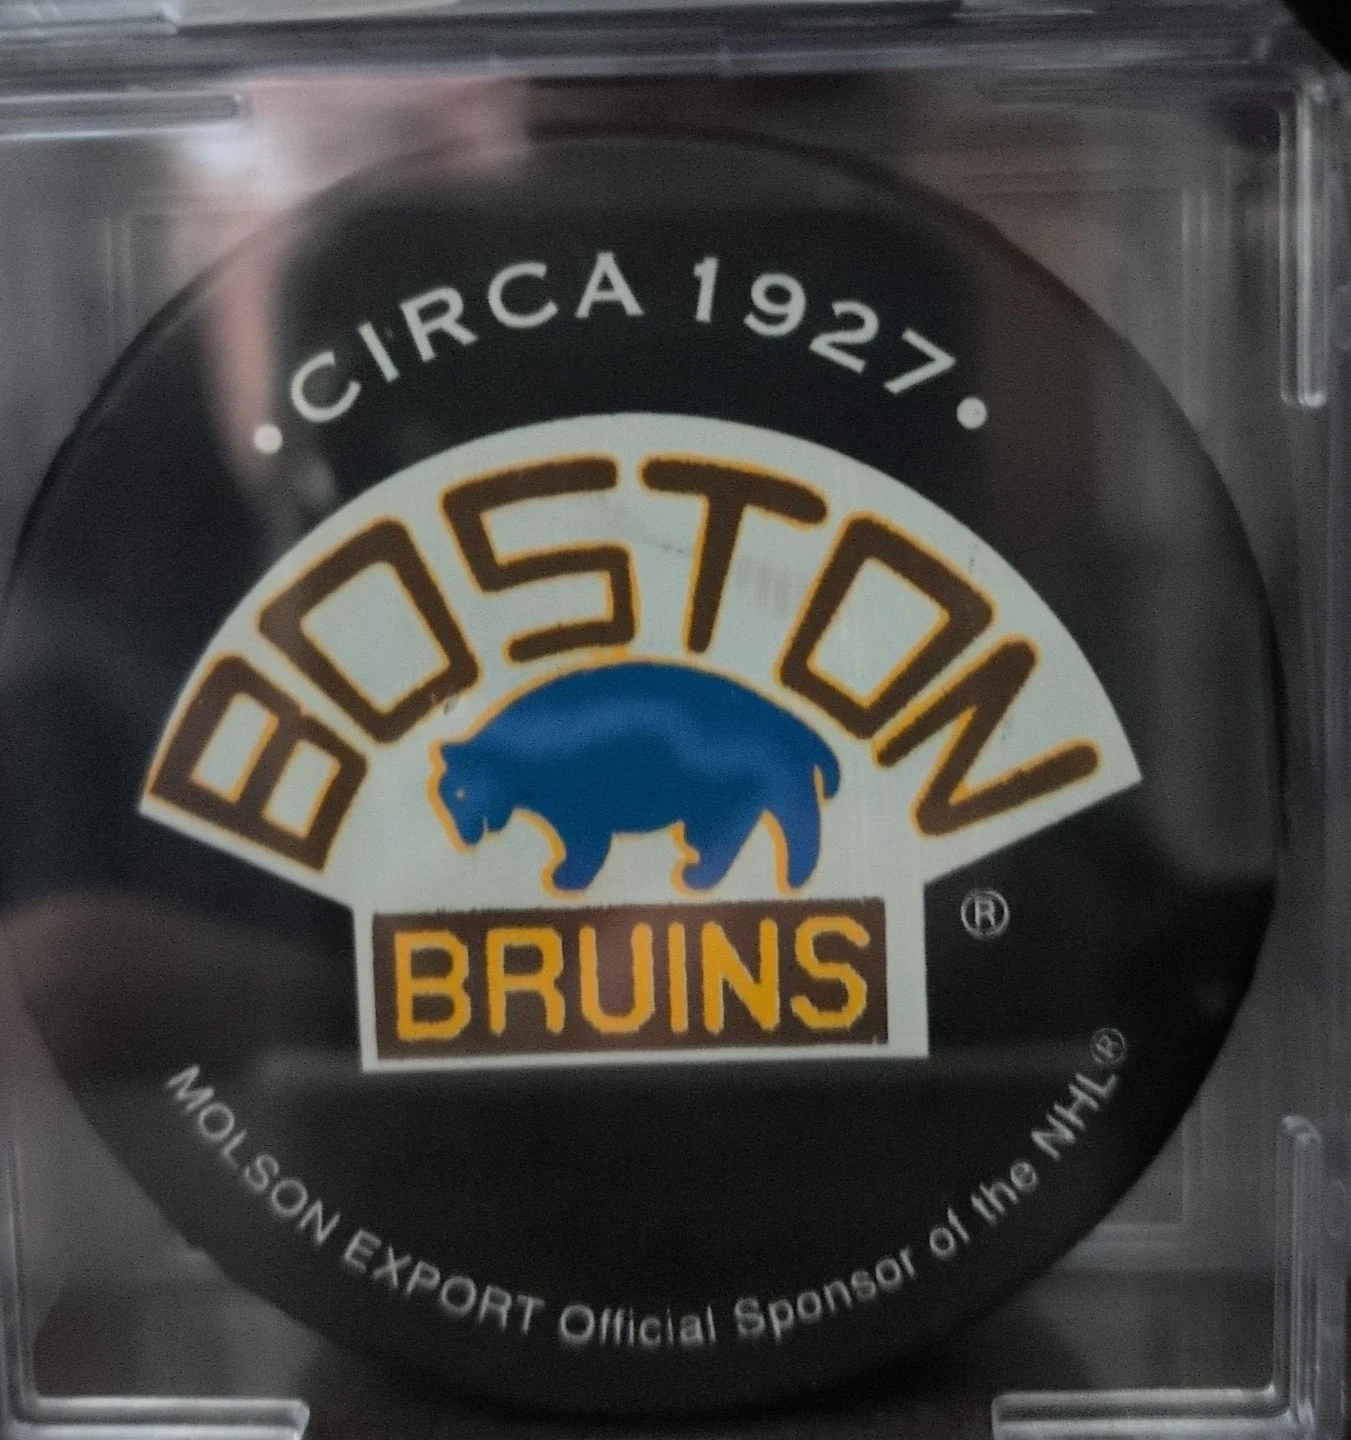 • CIRCA 1927 •
BOSTON
BRUINS
®
MOLSON EXPORT Official Sponsor of the NHL®